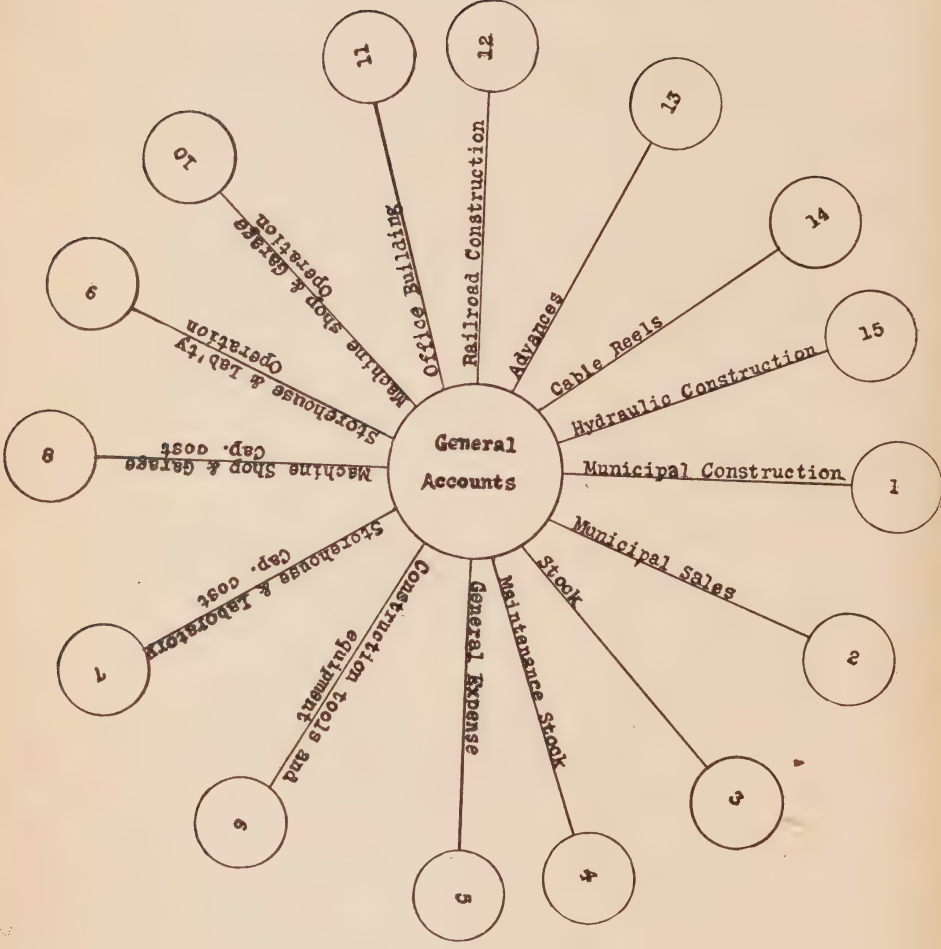 General
Accounts
Municipal Construction
1
Municipal Sales
2
Stock
3
Maintenance Stock
4
General Expense
5
Construction tools and
equipment
6
Storehouse & Laboratory
Cap. cost
7
Machine Shop & Garage
Cap. cost
8
Storehouse & Lab'ty
Operation
9
Machine shop & Garage
Operation
10
Office Building
11
Railroad Construction
12
Advances
13
Cable Reels
14
Hydraulic Construction
15